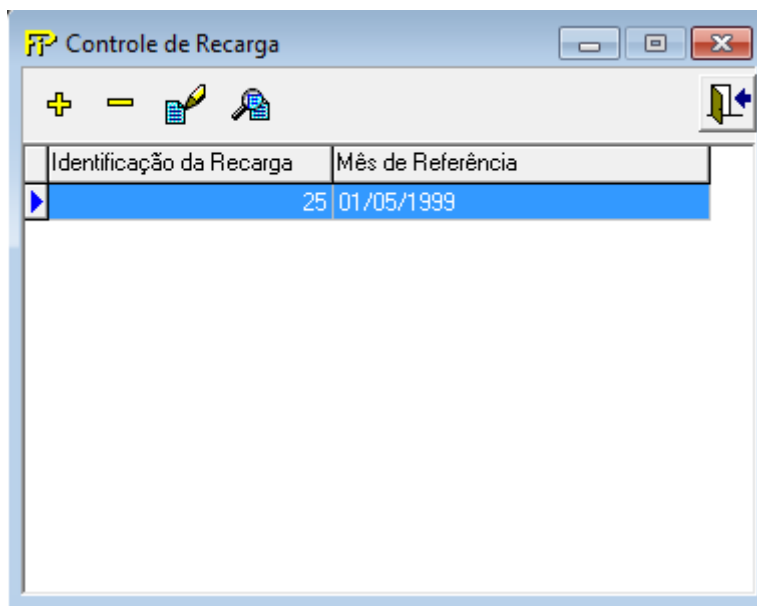 Controle de Recarga
Identificação da Recarga Mês de Referência
25 01/05/1999